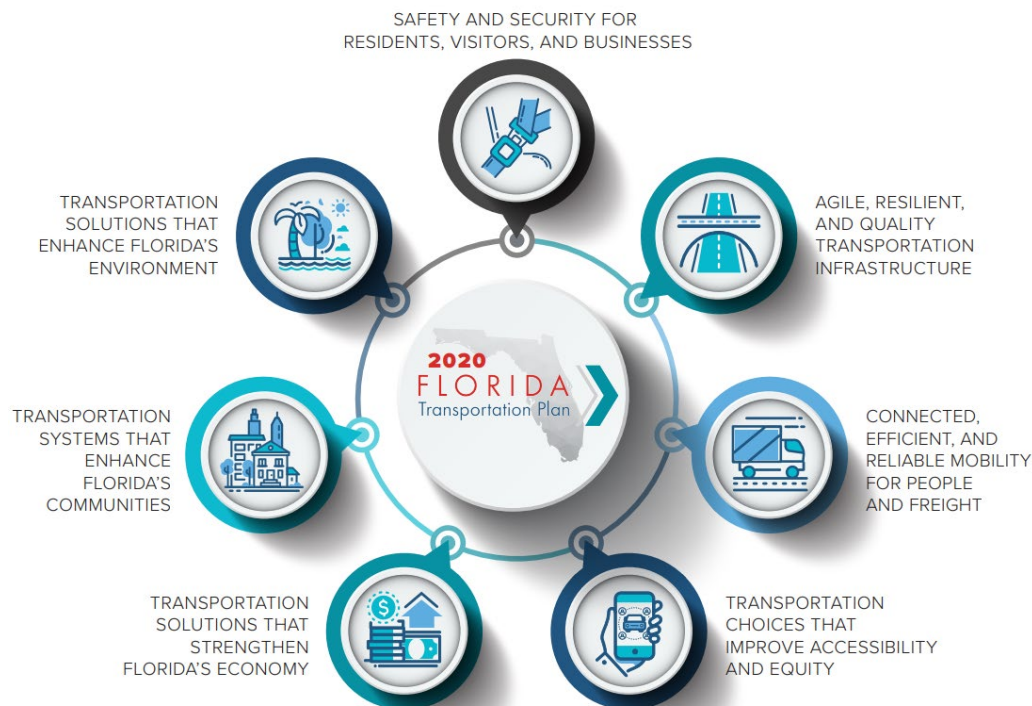 SAFETY AND SECURITY FOR
RESIDENTS, VISITORS, AND BUSINESSES
AGILE, RESILIENT,
AND QUALITY
TRANSPORTATION
INFRASTRUCTURE
CONNECTED,
EFFICIENT, AND
RELIABLE MOBILITY
FOR PEOPLE
AND FREIGHT
TRANSPORTATION
CHOICES THAT
IMPROVE ACCESSIBILITY
AND EQUITY
TRANSPORTATION
SOLUTIONS THAT
STRENGTHEN
FLORIDA'S ECONOMY
TRANSPORTATION
SYSTEMS THAT
ENHANCE
FLORIDA'S
COMMUNITIES
TRANSPORTATION
SOLUTIONS THAT
ENHANCE FLORIDA'S
ENVIRONMENT
2020
FLORIDA
Transportation Plan
$